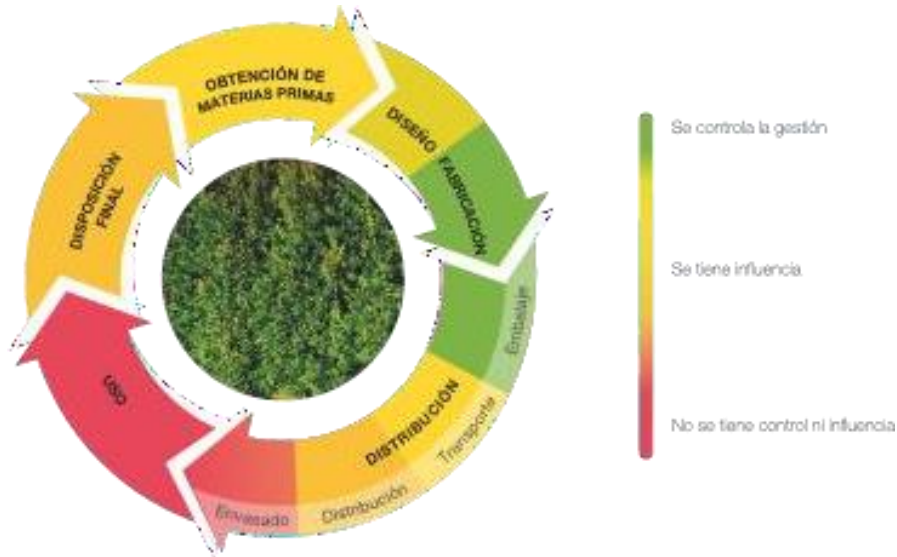 OBTENCIÓN DE
MATERIAS PRIMAS
DISEÑO
FABRICACIÓN
Embalaje
Transporte
DISTRIBUCIÓN
Distribución
Envasado
USO
DISPOSICIÓN
FINAL
Se controla la gestión
Se tiene influencia
No se tiene control ni influencia